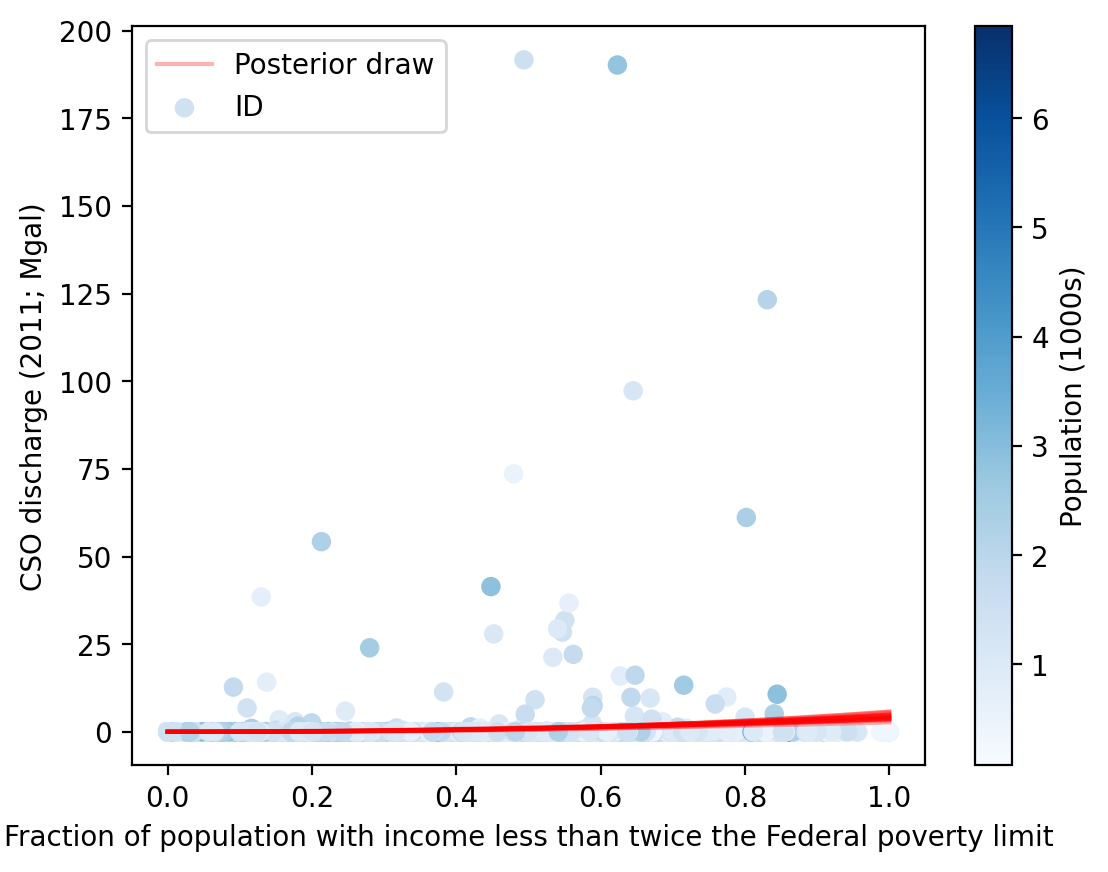 200
175
150
125
100
75
50
25
0
CSO discharge (2011; Mgal)
Posterior draw
ID
0.0 0.2 0.4 0.6 0.8 1.0
Fraction of population with income less than twice the Federal poverty limit
6
5
4
3
2
1
Population (1000s)